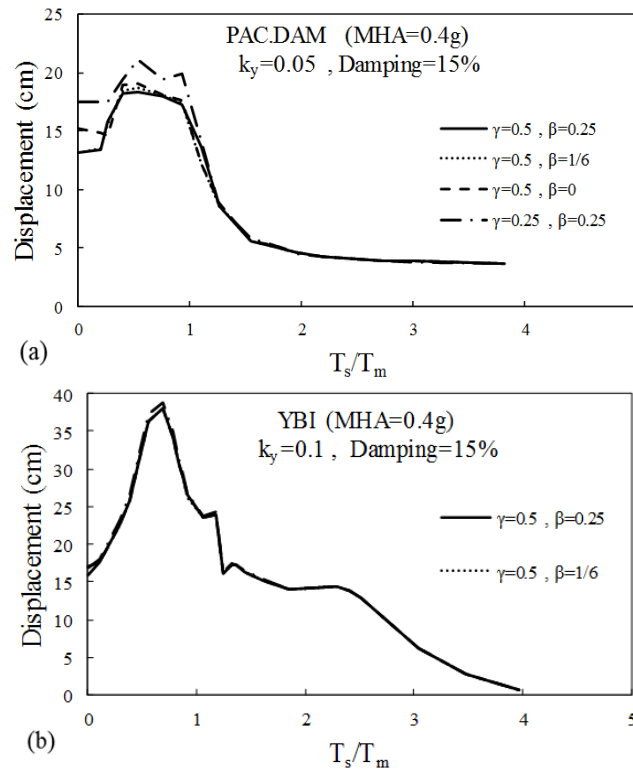 25
20
15
10
5
0
Displacement (cm)
PAC.DAM (MHA=0.4g)
ky=0.05 , Damping=15%
γ=0.5 , β=0.25
γ=0.5 , β=1/6
γ=0.5 , β=0
γ=0.25 , β=0.25
0 1 2 3 4
(a)
Ts/Tm
40
35
30
25
20
15
10
5
0
Displacement (cm)
YBI (MHA=0.4g)
ky=0.1 , Damping=15%
γ=0.5 , β=0.25
γ=0.5 , β=1/6
0 1 2 3 4 5
(b)
Ts/Tm